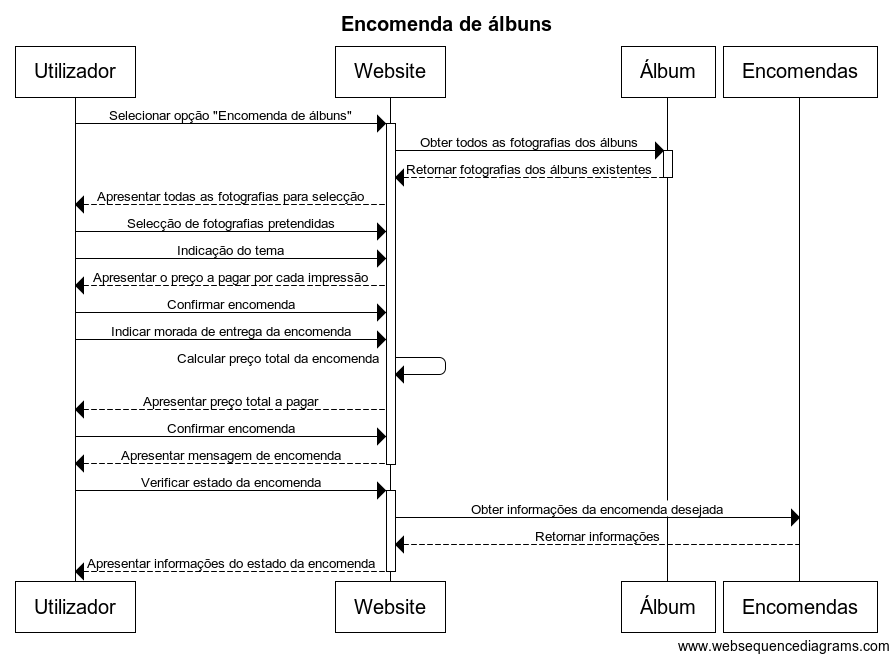 Encomenda de álbuns
Utilizador
Website
Álbum
Encomendas
Selecionar opção "Encomenda de álbuns"
Obter todos as fotografias dos álbuns
Retornar fotografias dos álbuns existentes
Apresentar todas as fotografias para selecção
Selecção de fotografias pretendidas
Indicação do tema
Apresentar o preço a pagar por cada impressão
Confirmar encomenda
Indicar morada de entrega da encomenda
Calcular preço total da encomenda
Apresentar preço total a pagar
Confirmar encomenda
Apresentar mensagem de encomenda
Verificar estado da encomenda
Obter informações da encomenda desejada
Retornar informações
Apresentar informações do estado da encomenda
Utilizador
Website
Álbum
Encomendas
www.websequencediagrams.com